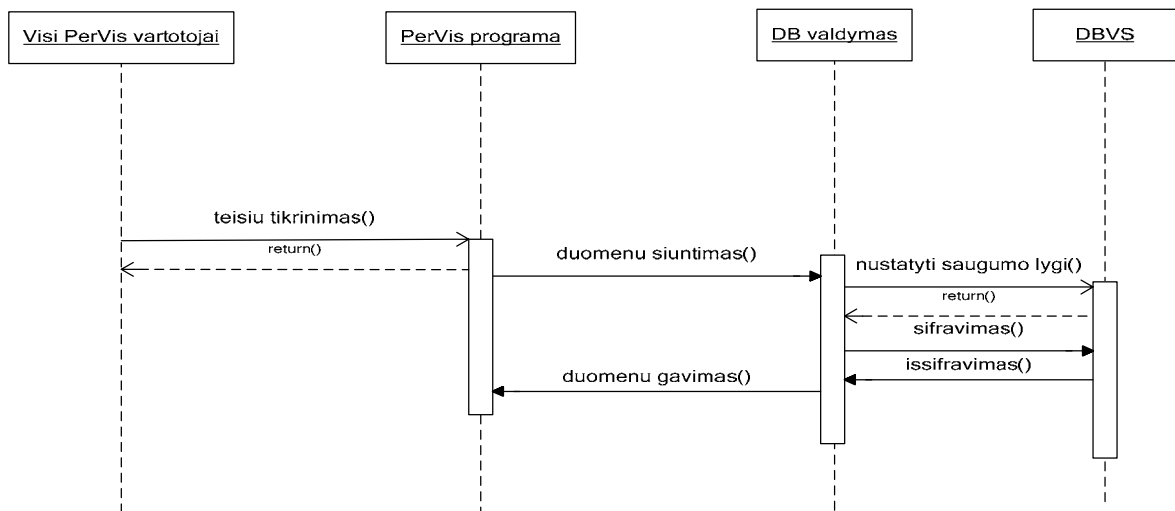 Visi PerVis vartotojai
PerVis programa
DB valdymas
DBVS
teisiu tikrinimas()
return()
duomenu siuntimas()
nustatyti saugumo lygi()
return()
sifravimas()
issifravimas()
duomenu gavimas()